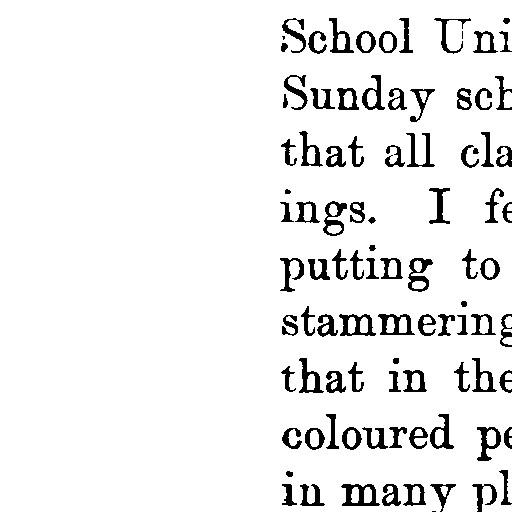 School Uni
Sunday sch
that all cla
ings. I fe
putting to
stammering
that in the
coloured pe
in many pl